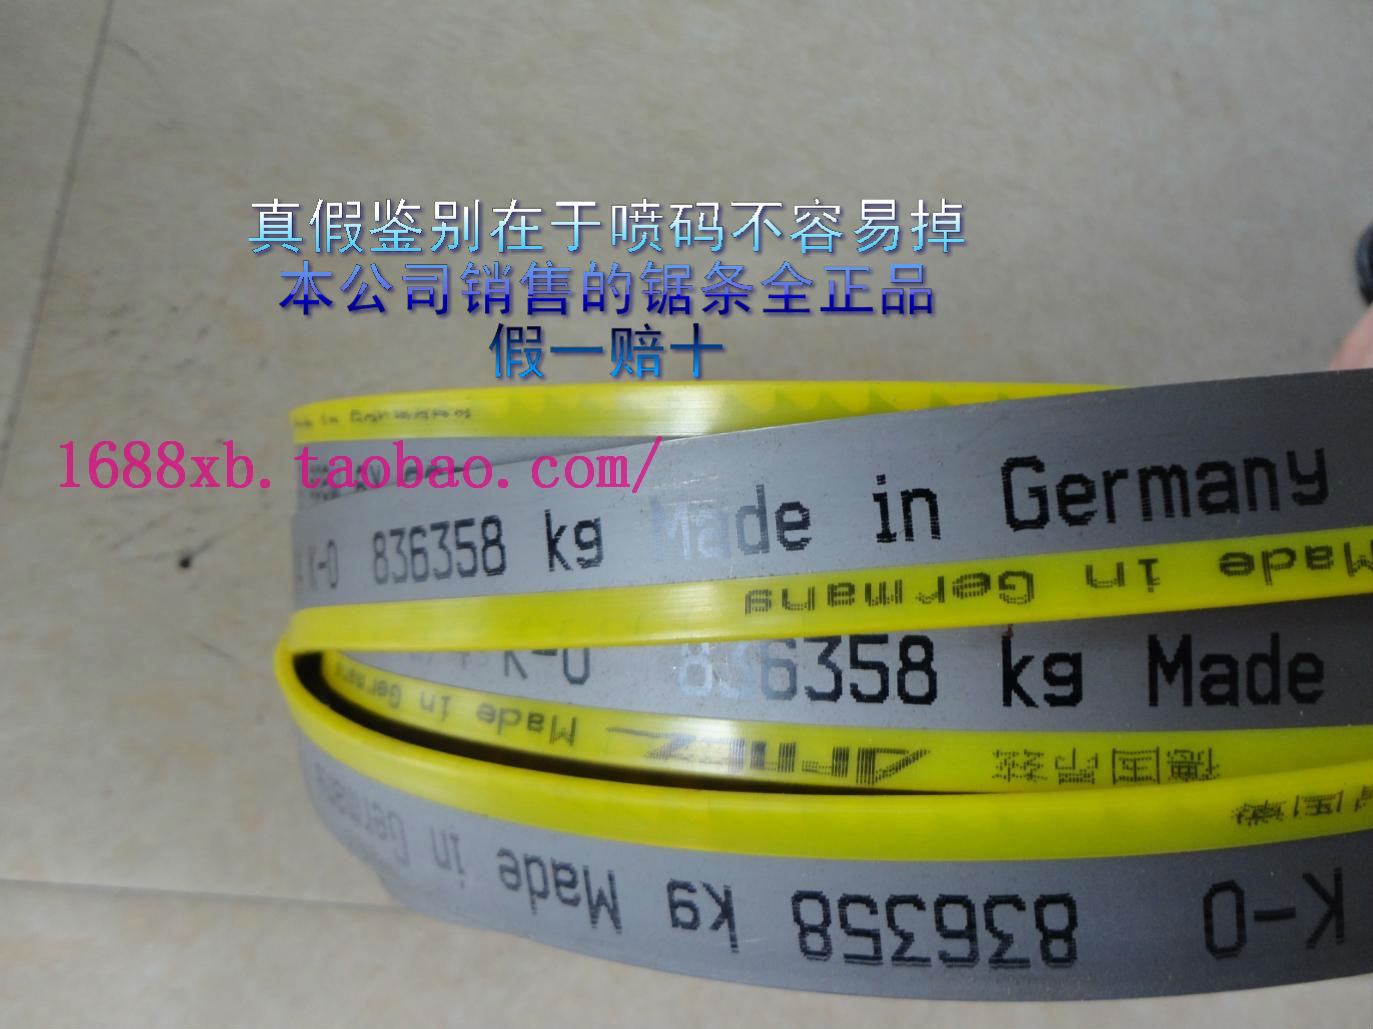 真假鉴别在于喷码不容易掉
本公司销售的锯条全正品
假一赔十
1688xb.taobao.com/
K-0 836358 kg Made in Germany
Made in Germany
K-0 836358 kg Made
Made in Germany
德国
K-0 836358 kg Made in Germany